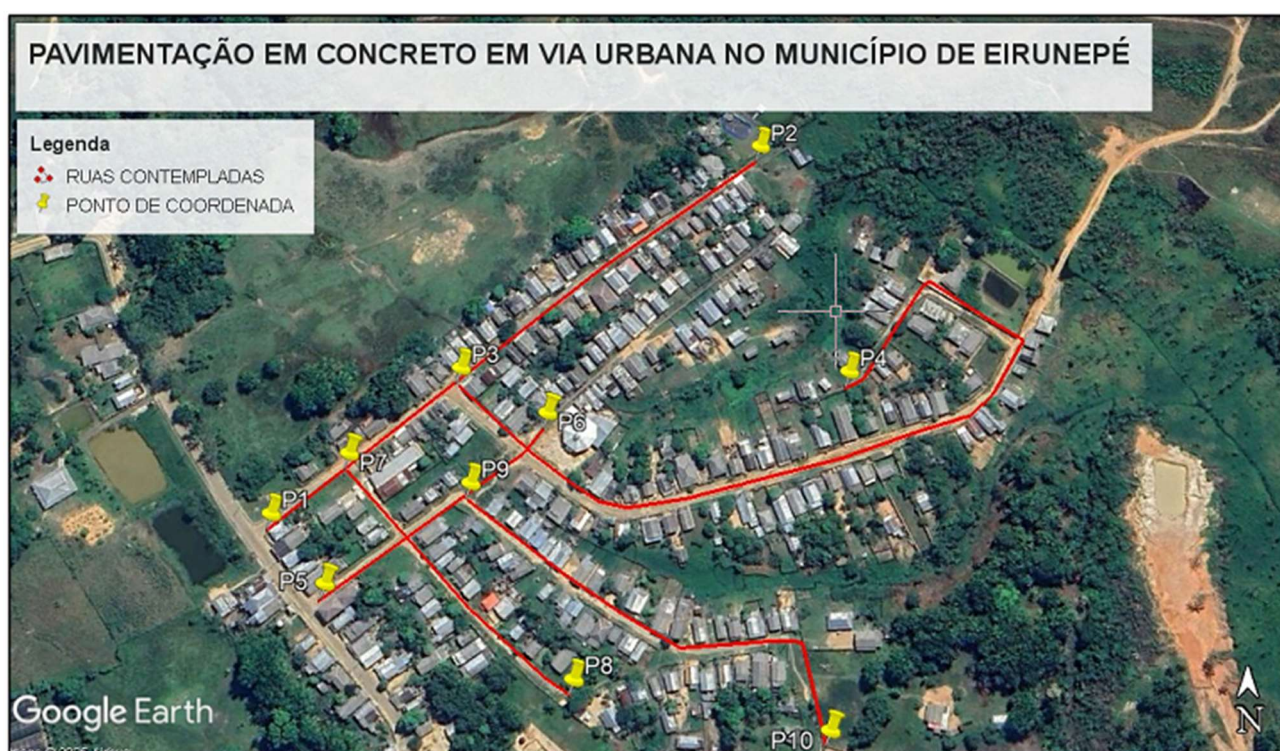 PAVIMENTAÇÃO EM CONCRETO EM VIA URBANA NO MUNICÍPIO DE EIRUNEPÉ
Legenda
RUAS CONTEMPLADAS
PONTO DE COORDENADA
P2
P3
P4
P6
P7
P9
P1
P5
P8
P10
Google Earth
N